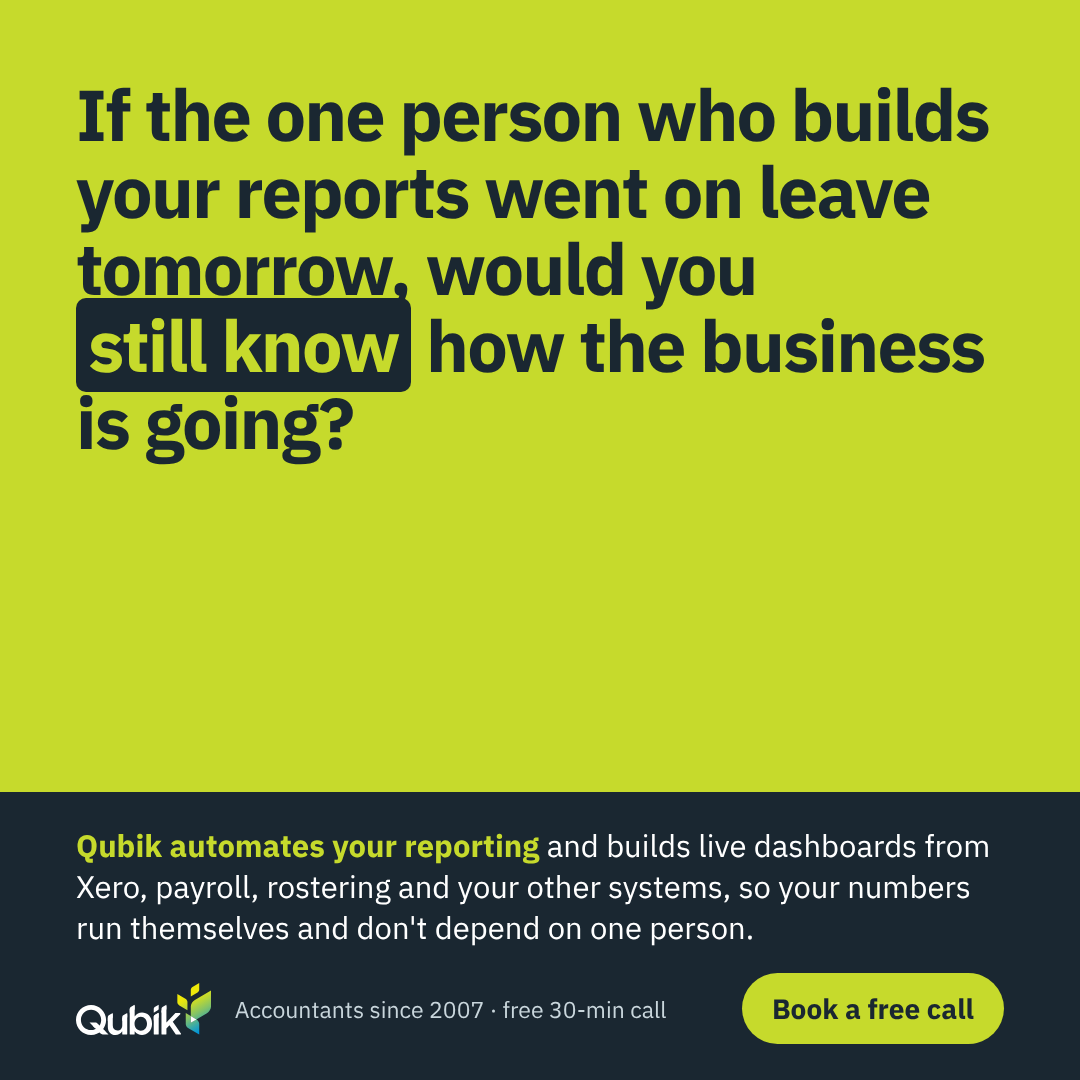 If the one person who builds
your reports went on leave
tomorrow, would you
still know how the business
is going?
Qubik automates your reporting and builds live dashboards from
Xero, payroll, rostering and your other systems, so your numbers
run themselves and don't depend on one person.
Qubik
Accountants since 2007 · free 30-min call
Book a free call